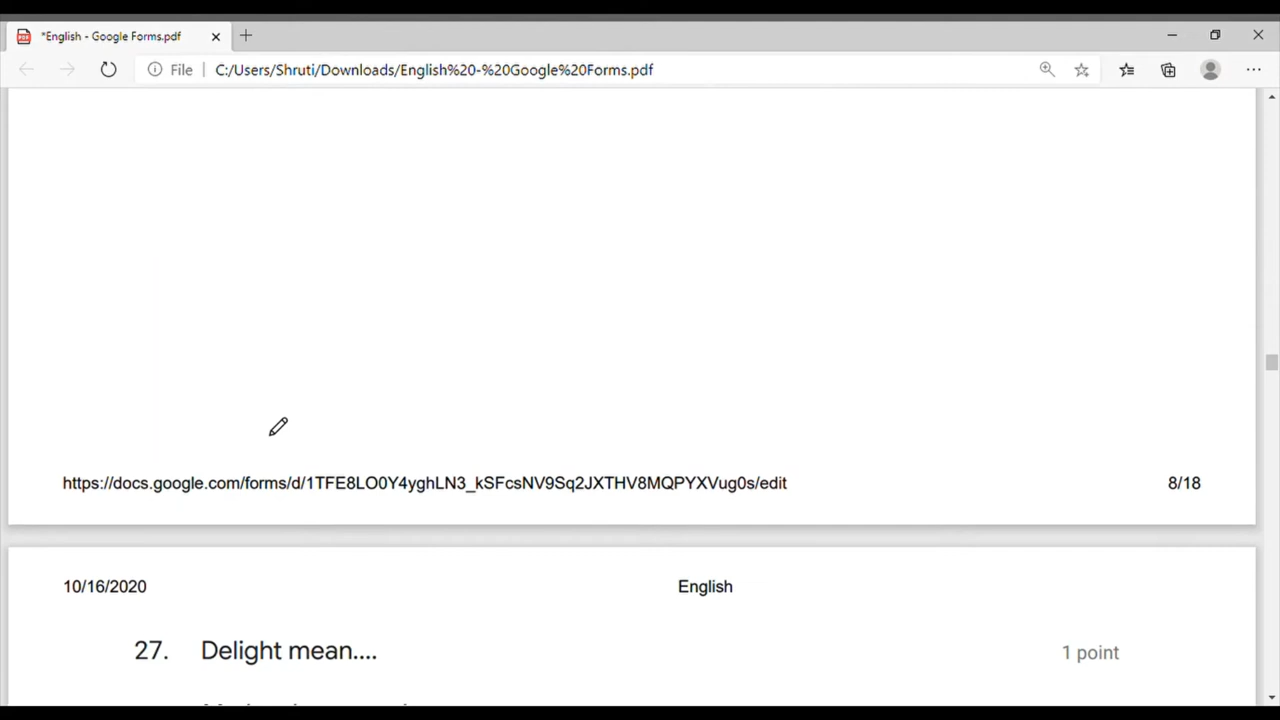 *English - Google Forms.pdf
File | C:/Users/Shruti/Downloads/English%20-%20Google%20Forms.pdf
https://docs.google.com/forms/d/1TFE8LO0Y4yghLN3_kSFcsNV9Sq2JXTHV8MQPYXVug0s/edit 8/18
10/16/2020 English
27. Delight mean.... 1 point